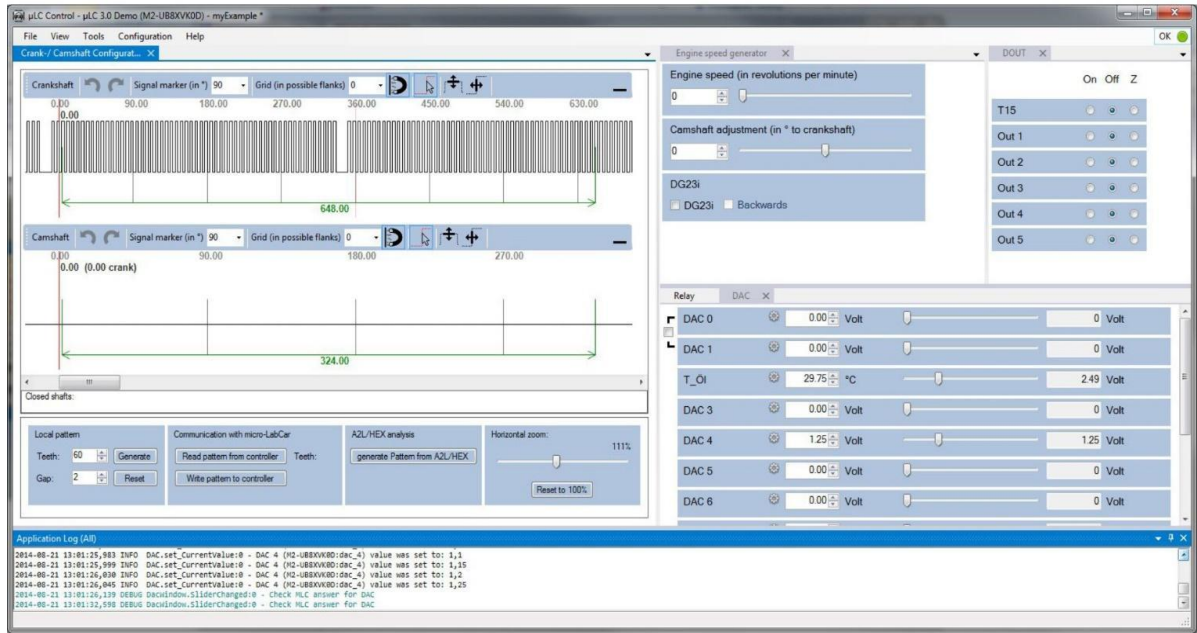 µLC Control - µLC 3.0 Demo (M2-UB8XVK0D) - myExample *
File View Tools Configuration Help
OK
Crank-/ Camshaft Configurat...
Crankshaft Signal marker (in °) 90 Grid (in possible flanks) 0
0.00 90.00 180.00 270.00 360.00 450.00 540.00 630.00
0.00
648.00
Camshaft Signal marker (in °) 90 Grid (in possible flanks) 0
0.00 90.00 180.00 270.00
0.00 (0.00 crank)
324.00
Closed shafts:
Local pattern
Teeth: 60 Generate
Gap: 2 Reset
Communication with micro-LabCar
Read pattern from controller Teeth:
Write pattern to controller
A2L/HEX analysis
generate Pattern from A2L/HEX
Horizontal zoom:
111%
Reset to 100%
Engine speed generator
Engine speed (in revolutions per minute)
0
Camshaft adjustment (in ° to crankshaft)
0
DG23i
DG23i Backwards
DOUT
On Off Z
T15
Out 1
Out 2
Out 3
Out 4
Out 5
Relay DAC
DAC 0 0.00 Volt 0 Volt
DAC 1 0.00 Volt 0 Volt
T_Öl 29.75 °C 2.49 Volt
DAC 3 0.00 Volt 0 Volt
DAC 4 1.25 Volt 1.25 Volt
DAC 5 0.00 Volt 0 Volt
DAC 6 0.00 Volt 0 Volt
Application Log (All)
2014-08-21 13:01:25,983 INFO DAC.set_CurrentValue:0 - DAC 4 (M2-UB8XVK0D:dac_4) value was set to: 1,1
2014-08-21 13:01:25,999 INFO DAC.set_CurrentValue:0 - DAC 4 (M2-UB8XVK0D:dac_4) value was set to: 1,15
2014-08-21 13:01:26,030 INFO DAC.set_CurrentValue:0 - DAC 4 (M2-UB8XVK0D:dac_4) value was set to: 1,2
2014-08-21 13:01:26,045 INFO DAC.set_CurrentValue:0 - DAC 4 (M2-UB8XVK0D:dac_4) value was set to: 1,25
2014-08-21 13:01:26,139 DEBUG DacWindow.SliderChanged:0 - Check MLC answer for DAC
2014-08-21 13:01:32,598 DEBUG DacWindow.SliderChanged:0 - Check MLC answer for DAC